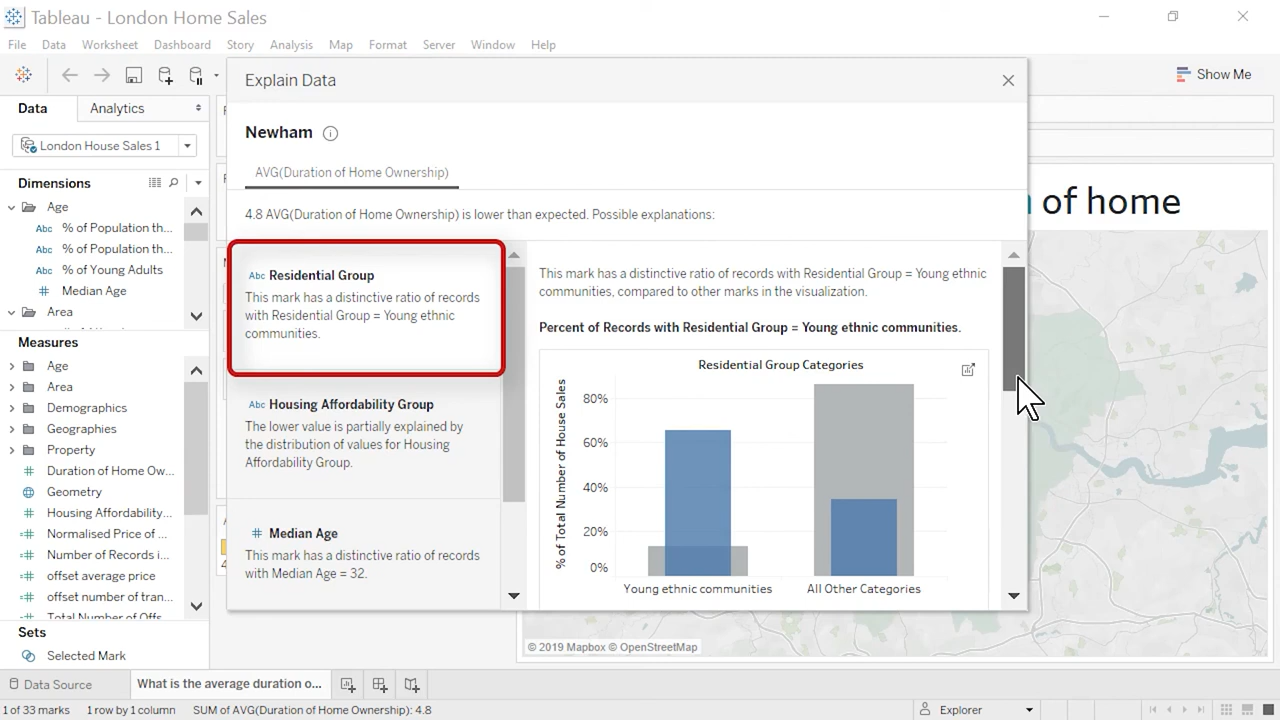 Tableau - London Home Sales
File Data Worksheet Dashboard Story Analysis Map Format Server Window Help
Show Me
Data Analytics
London House Sales 1
Dimensions
Age
Abc % of Population th...
Abc % of Population th...
Abc % of Young Adults
# Median Age
Area
Measures
Age
Area
Demographics
Geographies
Property
Duration of Home Ow...
Geometry
Housing Affordability...
Normalised Price of ...
Number of Records i...
offset average price
offset number of tran...
Sets
Selected Mark
Explain Data
Newham
AVG(Duration of Home Ownership)
4.8 AVG(Duration of Home Ownership) is lower than expected. Possible explanations:
Abc Residential Group
This mark has a distinctive ratio of records
with Residential Group = Young ethnic
communities.
Abc Housing Affordability Group
The lower value is partially explained by
the distribution of values for Housing
Affordability Group.
# Median Age
This mark has a distinctive ratio of records
with Median Age = 32.
This mark has a distinctive ratio of records with Residential Group = Young ethnic
communities, compared to other marks in the visualization.
Percent of Records with Residential Group = Young ethnic communities.
Residential Group Categories
% of Total Number of House Sales
80%
60%
40%
20%
0%
Young ethnic communities All Other Categories
of home
© 2019 Mapbox © OpenStreetMap
Data Source What is the average duration o...
1 of 33 marks 1 row by 1 column SUM of AVG(Duration of Home Ownership): 4.8
Explorer